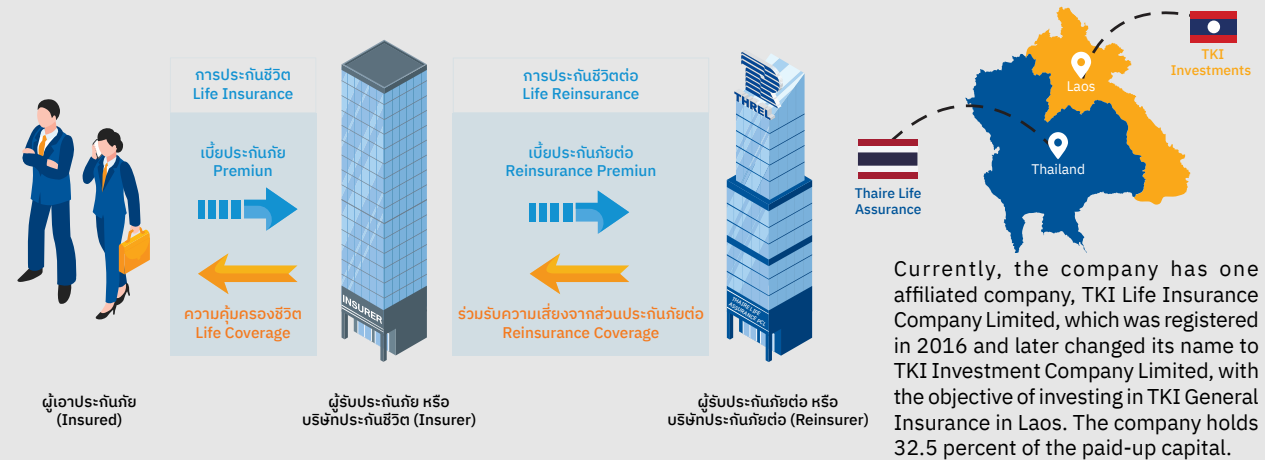 การประกันชีวิต
Life Insurance
เบี้ยประกันภัย
Premiun
ความคุ้มครองชีวิต
Life Coverage
ผู้เอาประกันภัย
(Insured)
INSURER
ผู้รับประกันภัย หรือ
บริษัทประกันชีวิต (Insurer)
การประกันชีวิตต่อ
Life Reinsurance
เบี้ยประกันภัยต่อ
Reinsurance Premiun
ร่วมรับความเสี่ยงจากส่วนประกันภัยต่อ
Reinsurance Coverage
THREL
THAIRE LIFE
ASSURANCE PCL
ผู้รับประกันภัยต่อ หรือ
บริษัทประกันภัยต่อ (Reinsurer)
TKI
Investments
Laos
Thailand
Thaire Life
Assurance
Currently, the company has one
affiliated company, TKI Life Insurance
Company Limited, which was registered
in 2016 and later changed its name to
TKI Investment Company Limited, with
the objective of investing in TKI General
Insurance in Laos. The company holds
32.5 percent of the paid-up capital.